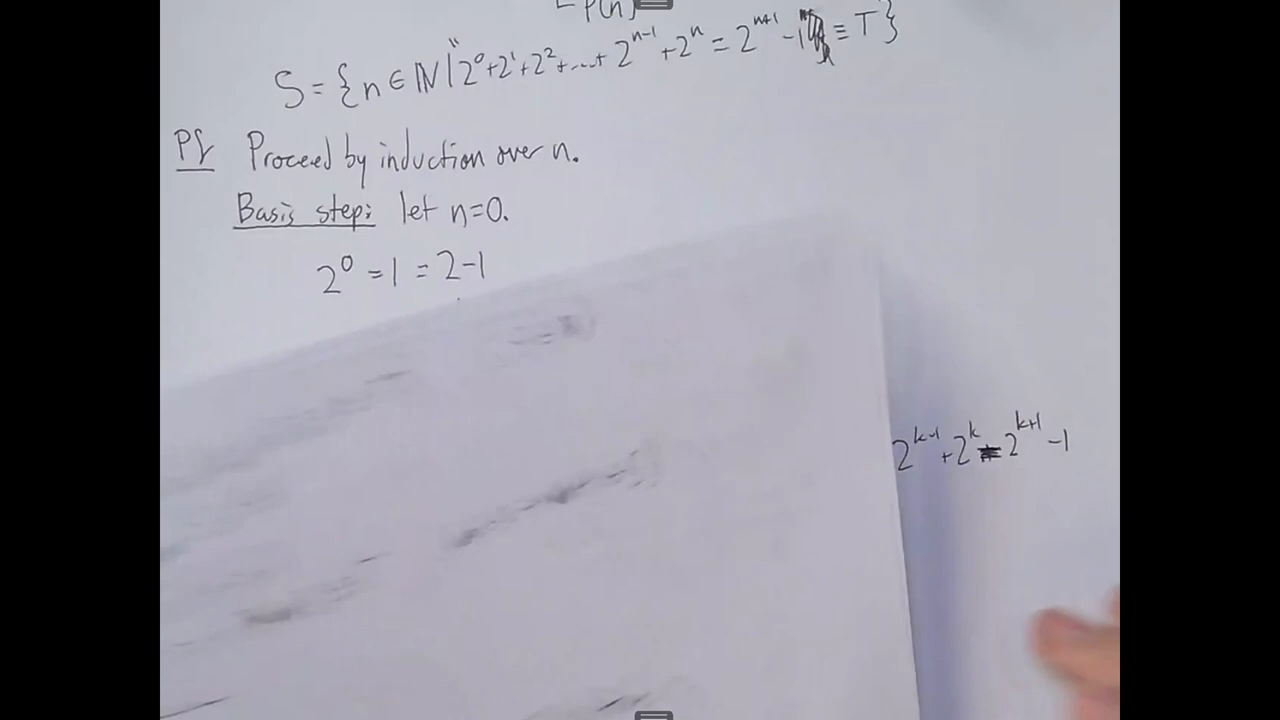 P(n)
S = {n ∈ ℕ | "2⁰+2¹+2²+...+ 2ⁿ⁻¹ +2ⁿ = 2ⁿ⁺¹ -1" ≡ T}
Pf Proceed by induction over n.
Basis step: let n=0.
2⁰ = 1 = 2-1
2ᵏ⁻¹ +2ᵏ = 2ᵏ⁺¹ -1